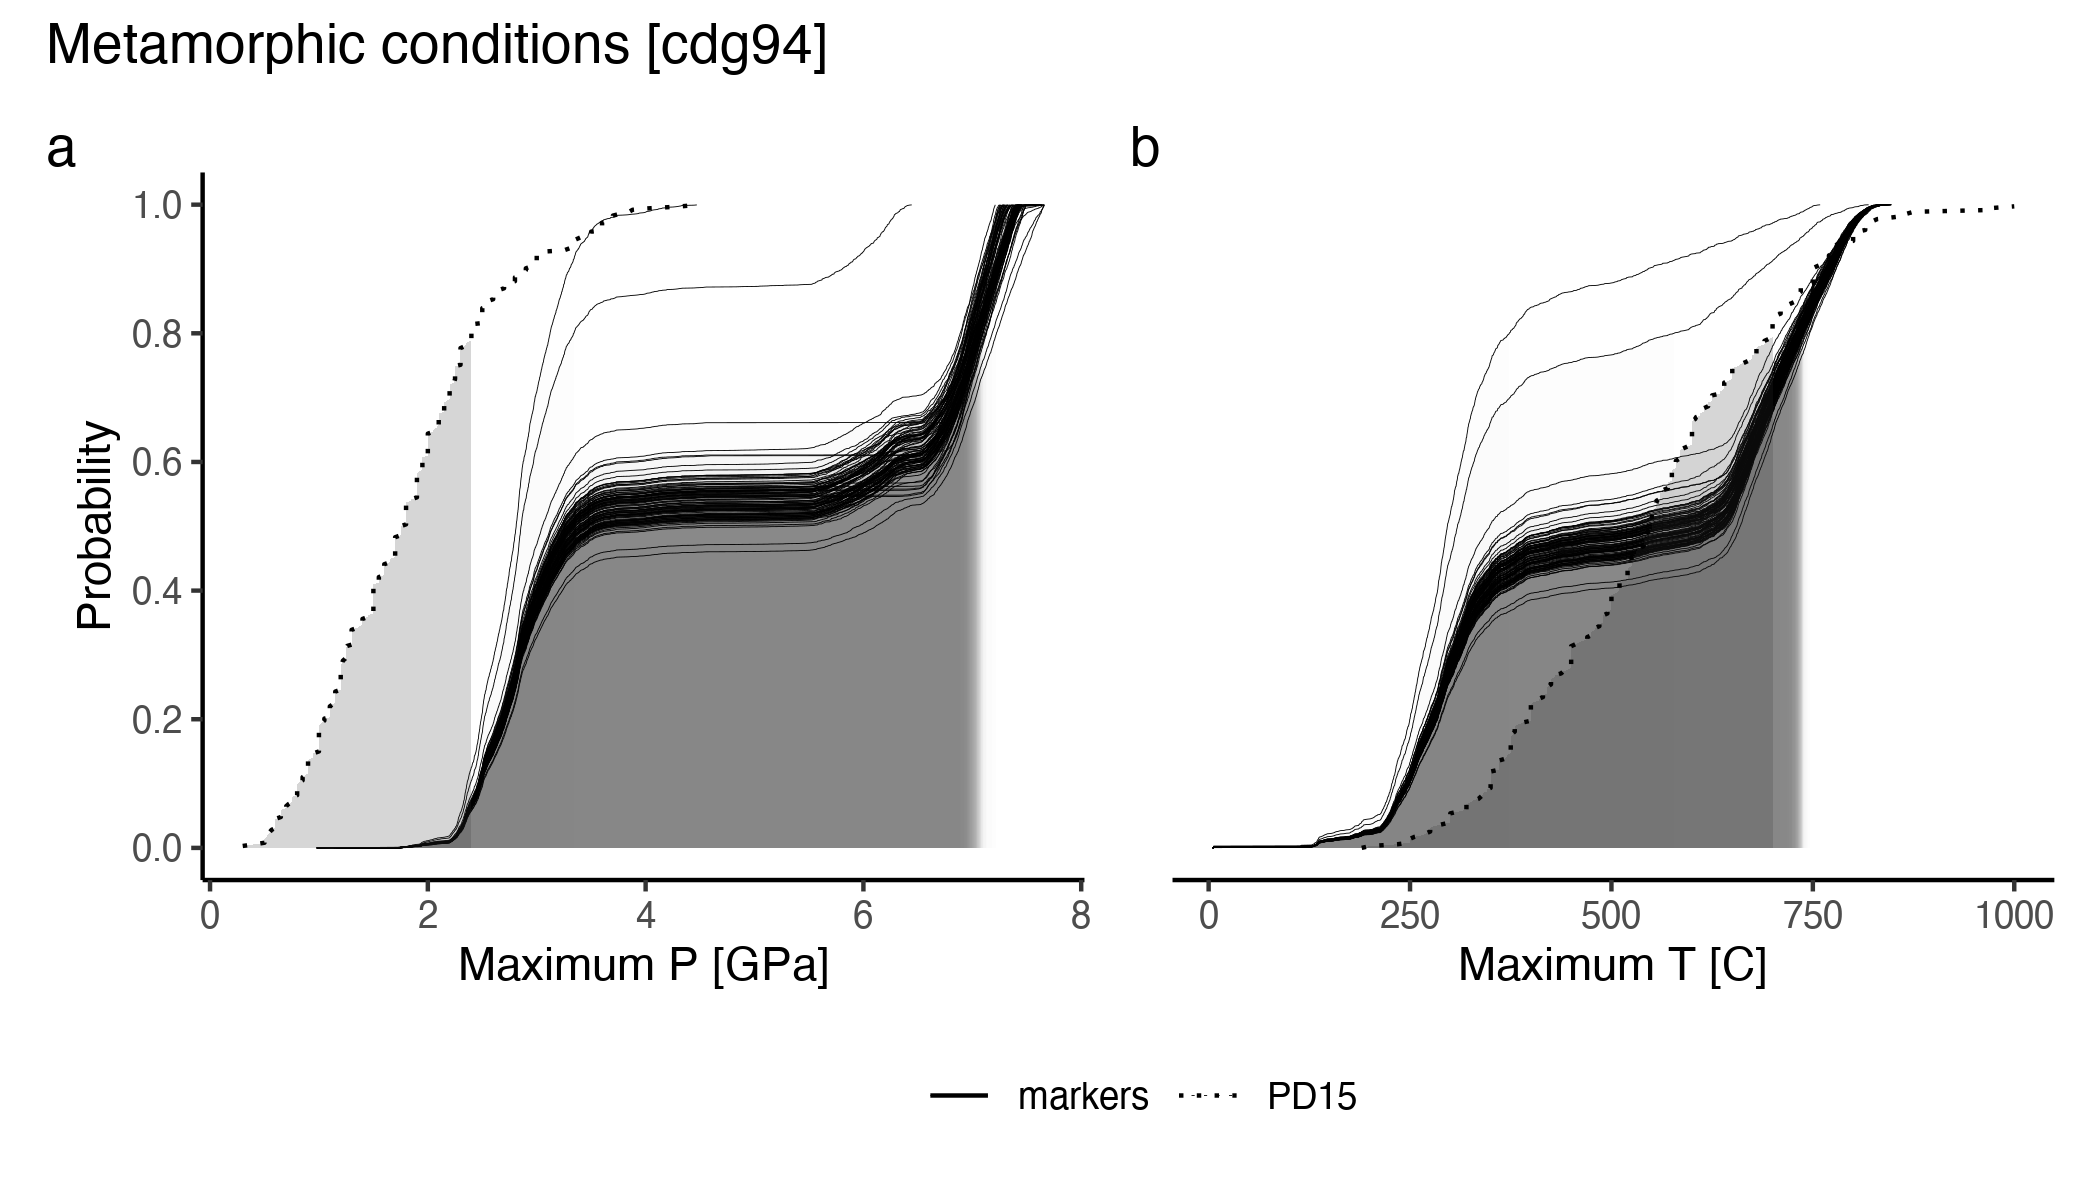 Metamorphic conditions [cdg94]
a
b
1.0
0.8
0.6
0.4
0.2
0.0
Probability
0 2 4 6 8
0 250 500 750 1000
Maximum P [GPa]
Maximum T [C]
markers PD15